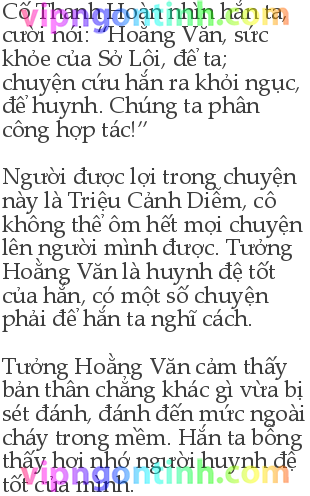 Cố Thanh Hoàn nhìn hắn ta,
cười nói: “Hoằng Văn, sức
khỏe của Sở Lôi, để ta;
chuyện cứu hắn ra khỏi ngục,
để huynh. Chúng ta phân
công hợp tác!”
Người được lợi trong chuyện
này là Triệu Cảnh Diễm, cô
không thể ôm hết mọi chuyện
lên người mình được. Tưởng
Hoằng Văn là huynh đệ tốt
của hắn, có một số chuyện
phải để hắn ta nghĩ cách.
Tưởng Hoằng Văn cảm thấy
bản thân chẳng khác gì vừa bị
sét đánh, đánh đến mức ngoài
cháy trong mềm. Hắn ta bỗng
thấy hơi nhớ người huynh đệ
tốt của mình.
vipngontinh.com
vipngontinh.com